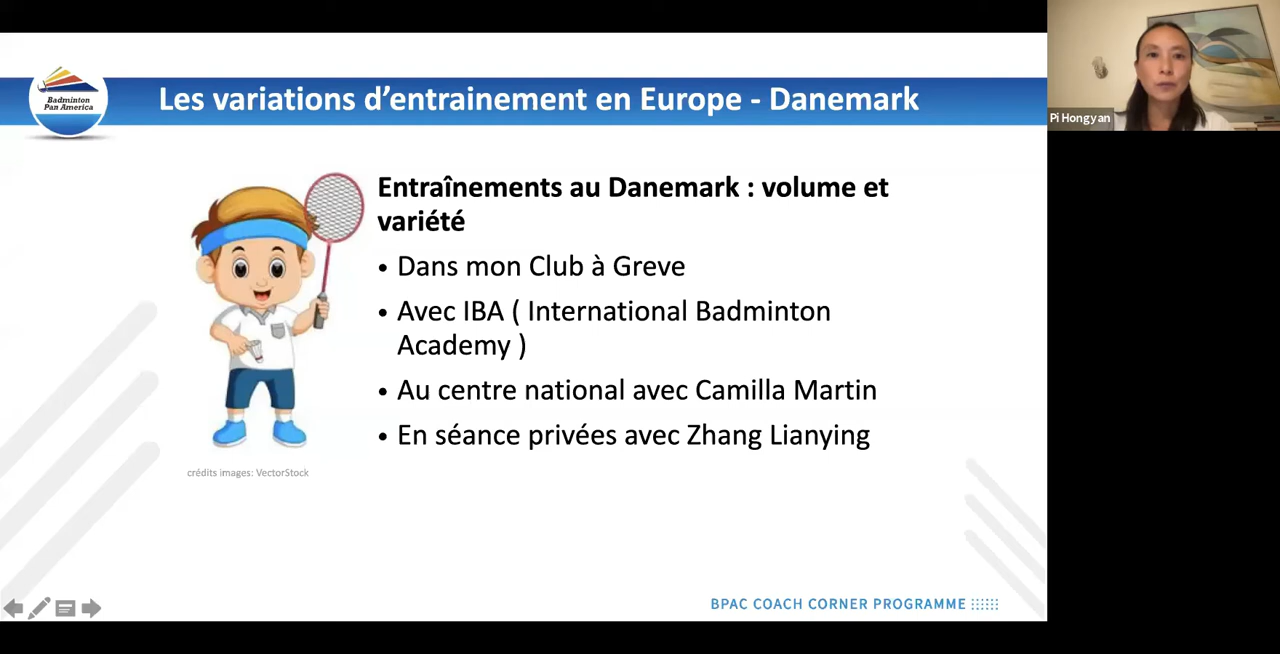 Badminton
Pan America
Les variations d’entrainement en Europe - Danemark
Pi Hongyan
Entraînements au Danemark : volume et
variété
• Dans mon Club à Greve
• Avec IBA ( International Badminton
Academy )
• Au centre national avec Camilla Martin
• En séance privées avec Zhang Lianying
crédits images: VectorStock
BPAC COACH CORNER PROGRAMME